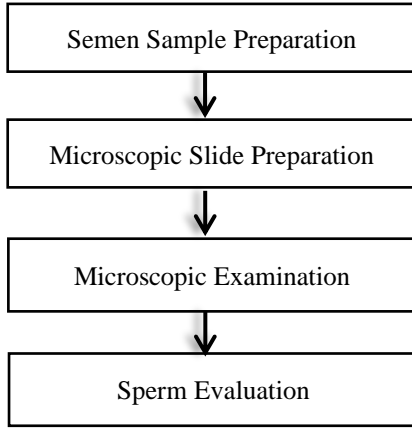 Semen Sample Preparation
Microscopic Slide Preparation
Microscopic Examination
Sperm Evaluation